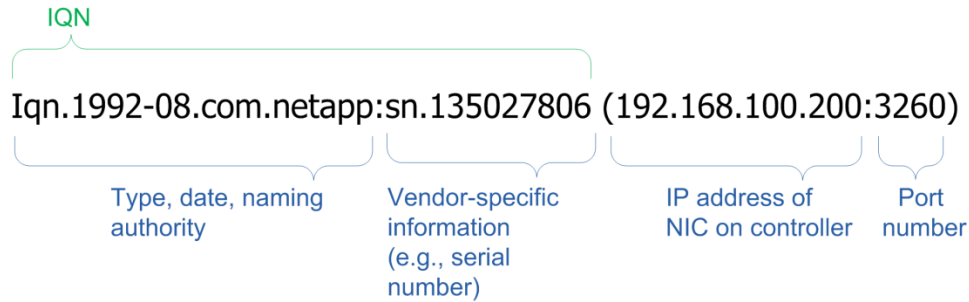 IQN
Iqn.1992-08.com.netapp:sn.135027806 (192.168.100.200:3260)
Type, date, naming
authority
Vendor-specific
information
(e.g., serial
number)
IP address of
NIC on controller
Port
number